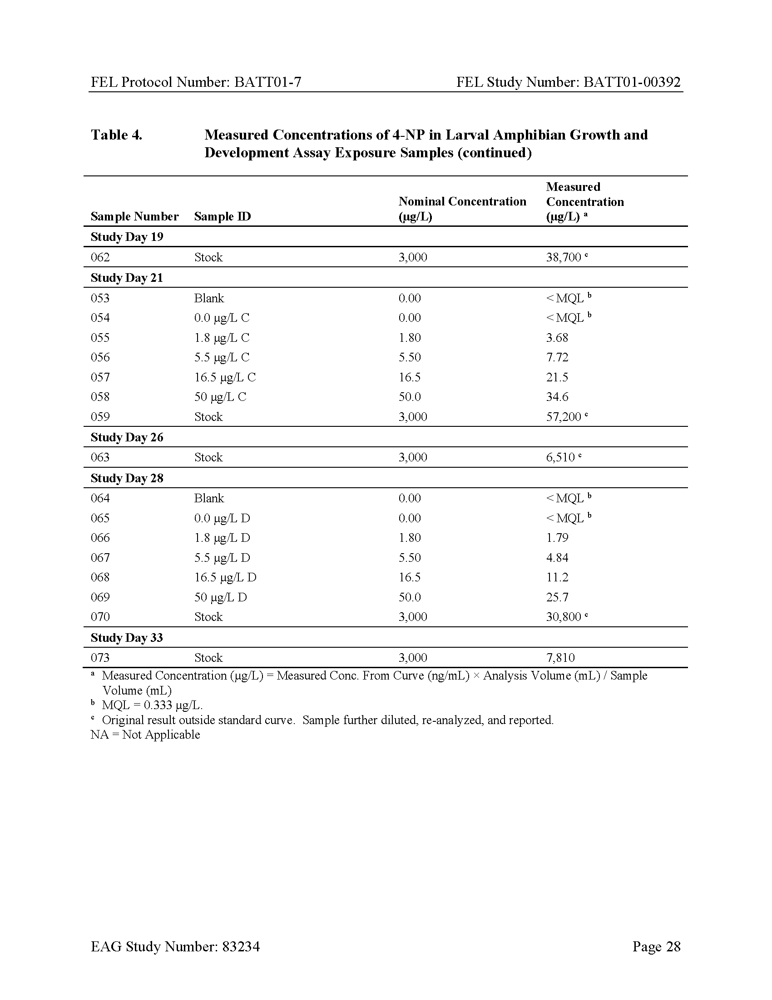 FEL Protocol Number: BATT01-7 FEL Study Number: BATT01-00392
Table 4. Measured Concentrations of 4-NP in Larval Amphibian Growth and
Development Assay Exposure Samples (continued)
Measured
Nominal Concentration Concentration
Sample Number Sample ID (µg/L) (µg/L) a
Study Day 19
062 Stock 3,000 38,700 c
Study Day 21
053 Blank 0.00 < MQL b
054 0.0 µg/L C 0.00 < MQL b
055 1.8 µg/L C 1.80 3.68
056 5.5 µg/L C 5.50 7.72
057 16.5 µg/L C 16.5 21.5
058 50 µg/L C 50.0 34.6
059 Stock 3,000 57,200 c
Study Day 26
063 Stock 3,000 6,510 c
Study Day 28
064 Blank 0.00 < MQL b
065 0.0 µg/L D 0.00 < MQL b
066 1.8 µg/L D 1.80 1.79
067 5.5 µg/L D 5.50 4.84
068 16.5 µg/L D 16.5 11.2
069 50 µg/L D 50.0 25.7
070 Stock 3,000 30,800 c
Study Day 33
073 Stock 3,000 7,810
a Measured Concentration (µg/L) = Measured Conc. From Curve (ng/mL) × Analysis Volume (mL) / Sample
Volume (mL)
b MQL = 0.333 µg/L.
c Original result outside standard curve. Sample further diluted, re-analyzed, and reported.
NA = Not Applicable
EAG Study Number: 83234 Page 28